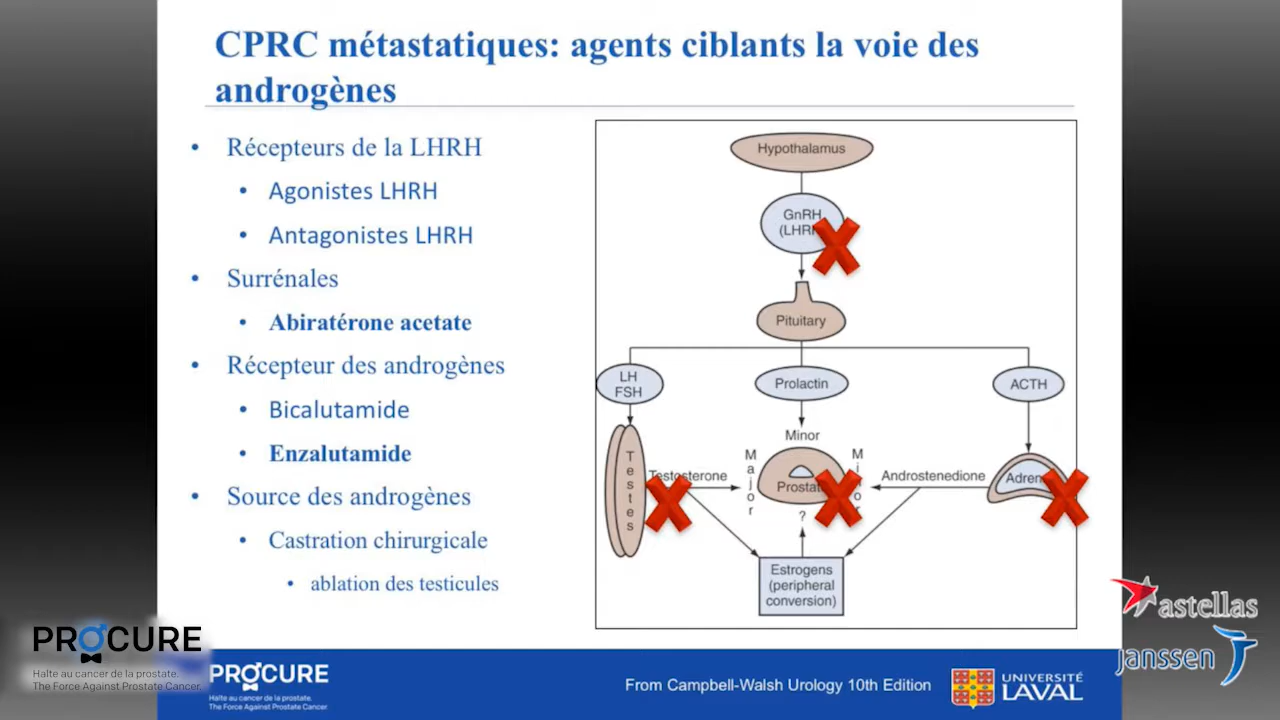 CPRC métastatiques: agents ciblants la voie des
androgènes
• Récepteurs de la LHRH
• Agonistes LHRH
• Antagonistes LHRH
• Surrénales
• Abiratérone acetate
• Récepteur des androgènes
• Bicalutamide
• Enzalutamide
• Source des androgènes
• Castration chirurgicale
• ablation des testicules
Hypothalamus
GnRH
Pituitary
LH
FSH
Prolactin
ACTH
Minor
Testes
Testosterone
Major
Androstenedione
?
Estrogens
(peripheral
conversion)
PROCURE
Halte au cancer de la prostate.
The Force Against Prostate Cancer.
PROCURE
Halte au cancer de la prostate.
The Force Against Prostate Cancer.
From Campbell-Walsh Urology 10th Edition
UNIVERSITÉ
LAVAL
astellas
janssen